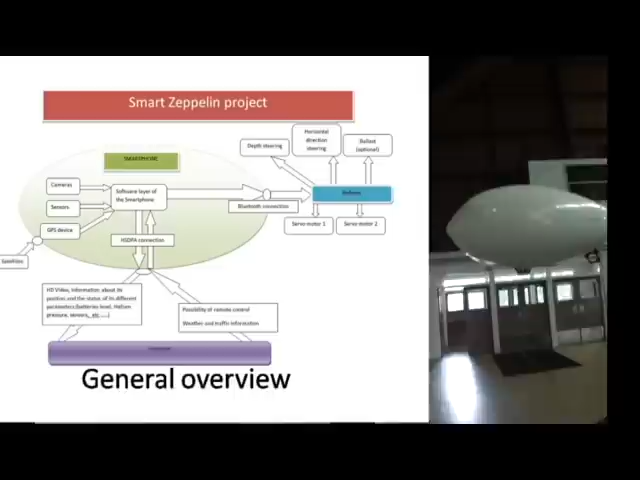 Smart Zeppelin project
Depth steering
Horizontal
direction
steering
Ballast
(optional)
SMARTPHONE
Cameras
Software layer of
the Smartphone
Sensors
GPS device
Satellites
Bluetooth connection
Servo motor 1
Servo motor 2
HSDPA connection
HD Video, Information about its
position and the status of its different
parameters(batteries level, Helium
pressure, sensors, etc ....)
Possibility of remote control
Weather and traffic information
General overview